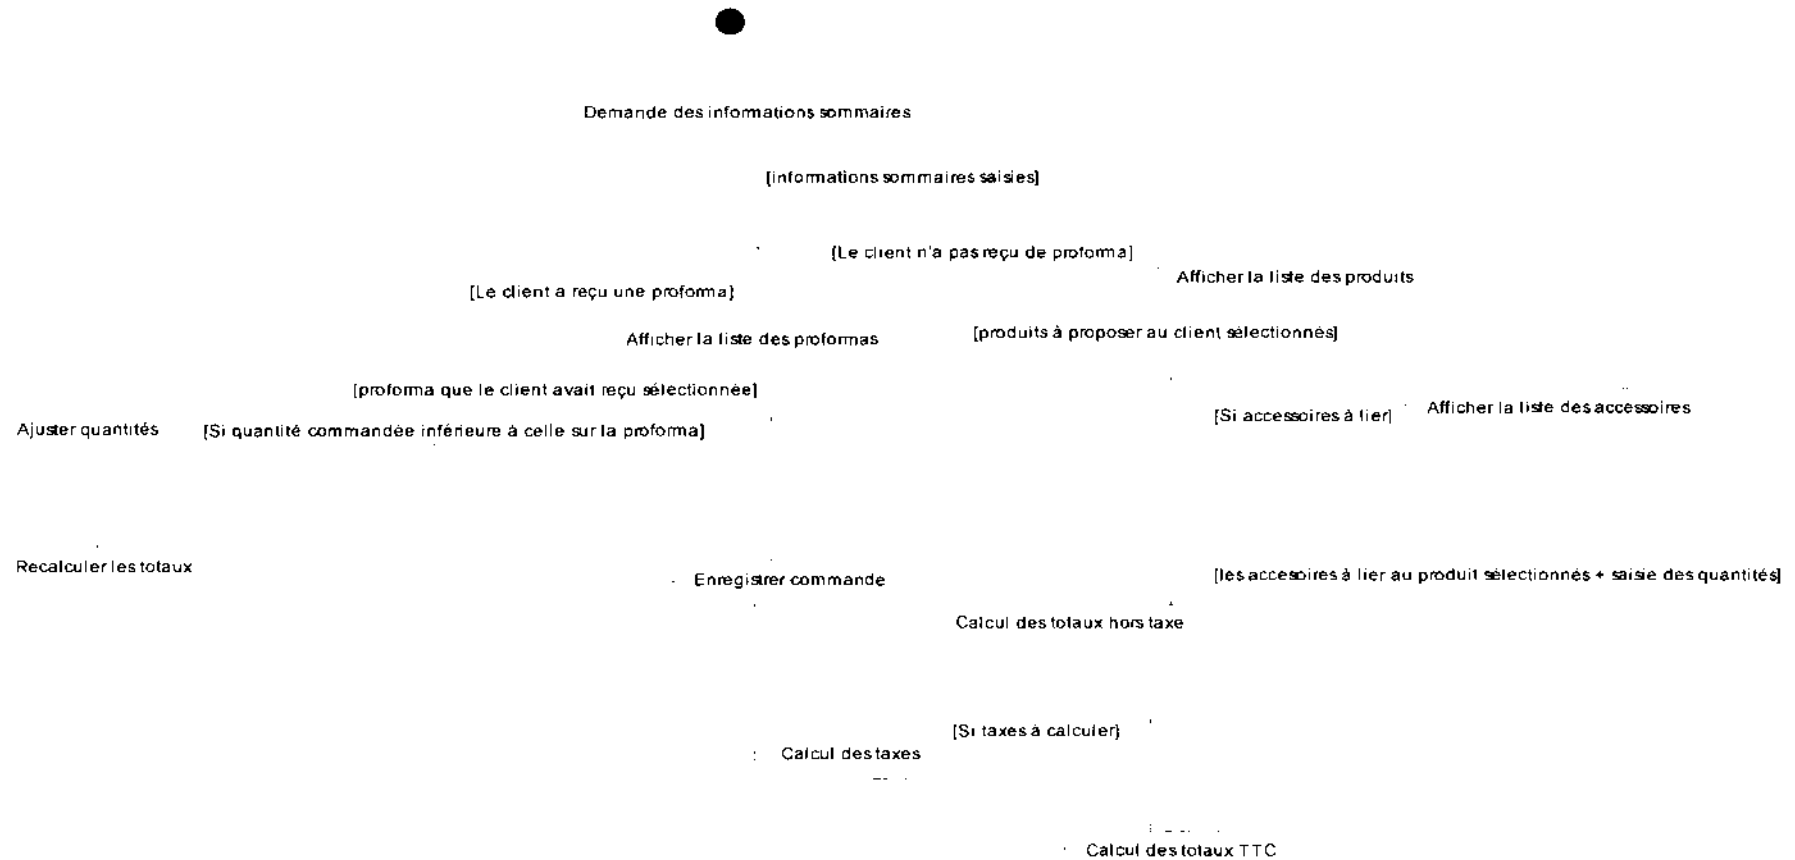 Demande des informations sommaires
[informations sommaires saisies]
[Le client n'a pas reçu de proforma]
Afficher la liste des produits
[Le client a reçu une proforma]
Afficher la liste des proformas
[produits à proposer au client sélectionnés]
[proforma que le client avait reçu sélectionnée]
[Si accessoires à lier]
Afficher la liste des accessoires
Ajuster quantités
[Si quantité commandée inférieure à celle sur la proforma]
Recalculer les totaux
Enregistrer commande
[les accesoires à lier au produit sélectionnés + saisie des quantités]
Calcul des totaux hors taxe
[Si taxes à calculer]
Calcul des taxes
Calcul des totaux TTC